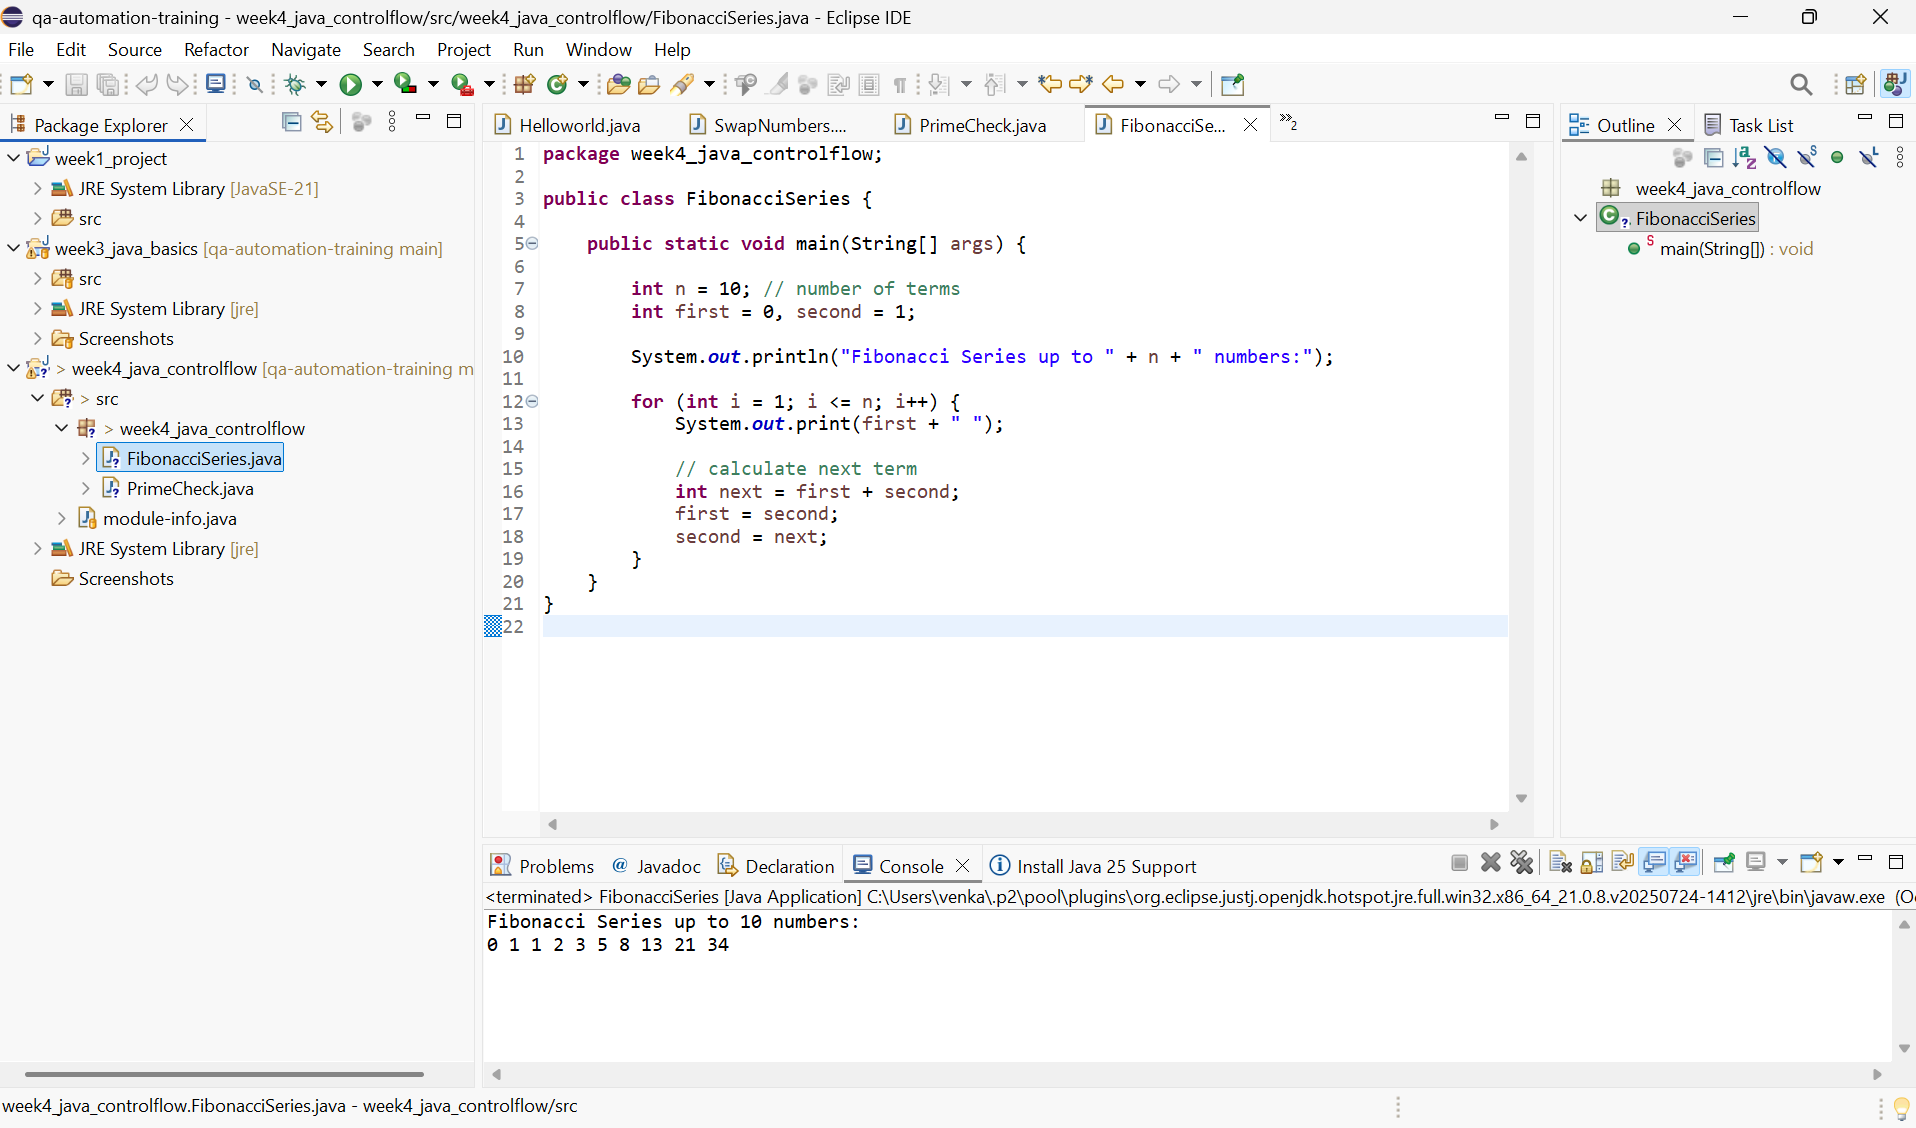 qa-automation-training - week4_java_controlflow/src/week4_java_controlflow/FibonacciSeries.java - Eclipse IDE
File Edit Source Refactor Navigate Search Project Run Window Help
Package Explorer
week1_project
JRE System Library [JavaSE-21]
src
week3_java_basics [qa-automation-training main]
src
JRE System Library [jre]
Screenshots
> week4_java_controlflow [qa-automation-training m
> src
> week4_java_controlflow
FibonacciSeries.java
PrimeCheck.java
module-info.java
JRE System Library [jre]
Screenshots
Helloworld.java SwapNumbers.... PrimeCheck.java FibonacciSe... »2
1 package week4_java_controlflow;
2
3 public class FibonacciSeries {
4
5 public static void main(String[] args) {
6
7 int n = 10; // number of terms
8 int first = 0, second = 1;
9
10 System.out.println("Fibonacci Series up to " + n + " numbers:");
11
12 for (int i = 1; i <= n; i++) {
13 System.out.print(first + " ");
14
15 // calculate next term
16 int next = first + second;
17 first = second;
18 second = next;
19 }
20 }
21 }
22
Outline Task List
week4_java_controlflow
FibonacciSeries
main(String[]) : void
Problems @ Javadoc Declaration Console Install Java 25 Support
<terminated> FibonacciSeries [Java Application] C:\Users\venka\.p2\pool\plugins\org.eclipse.justj.openjdk.hotspot.jre.full.win32.x86_64_21.0.8.v20250724-1412\jre\bin\javaw.exe (O
Fibonacci Series up to 10 numbers:
0 1 1 2 3 5 8 13 21 34
week4_java_controlflow.FibonacciSeries.java - week4_java_controlflow/src